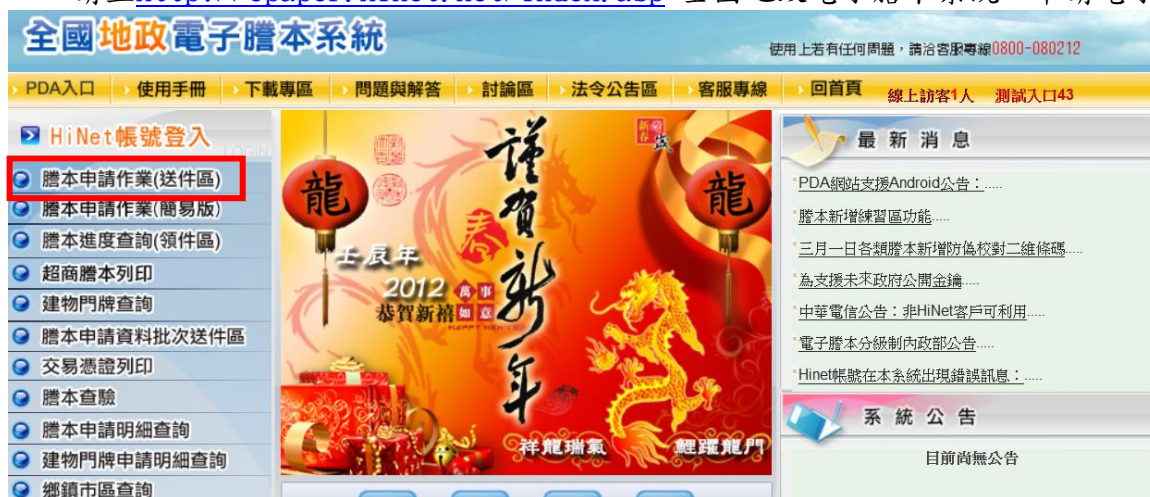 全國地政電子謄本系統
使用上若有任何問題，請洽客服專線0800-080212
PDA入口 使用手冊 下載專區 問題與解答 討論區 法令公告區 客服專線 回首頁 線上訪客1人 測試入口43
HiNet帳號登入
LOGIN
謄本申請作業(送件區)
謄本申請作業(簡易版)
謄本進度查詢(領件區)
超商謄本列印
建物門牌查詢
謄本申請資料批次送件區
交易憑證列印
謄本查驗
謄本申請明細查詢
建物門牌申請明細查詢
鄉鎮市區查詢
謹賀新年
新春
龍
龍
春
壬辰年
2012
恭賀新禧
萬事如意
HAPPY NEW YEAR
祥龍瑞氣 鯉躍龍門
最新消息
PDA網站支援Android公告：.....
謄本新增練習區功能.....
三月一日各類謄本新增防偽校對二維條碼.....
為支援未來政府公開金鑰.....
中華電信公告：非HiNet客戶可利用.....
電子謄本分級制內政部公告.....
Hinet帳號在本系統出現錯誤訊息：.....
系統公告
目前尚無公告